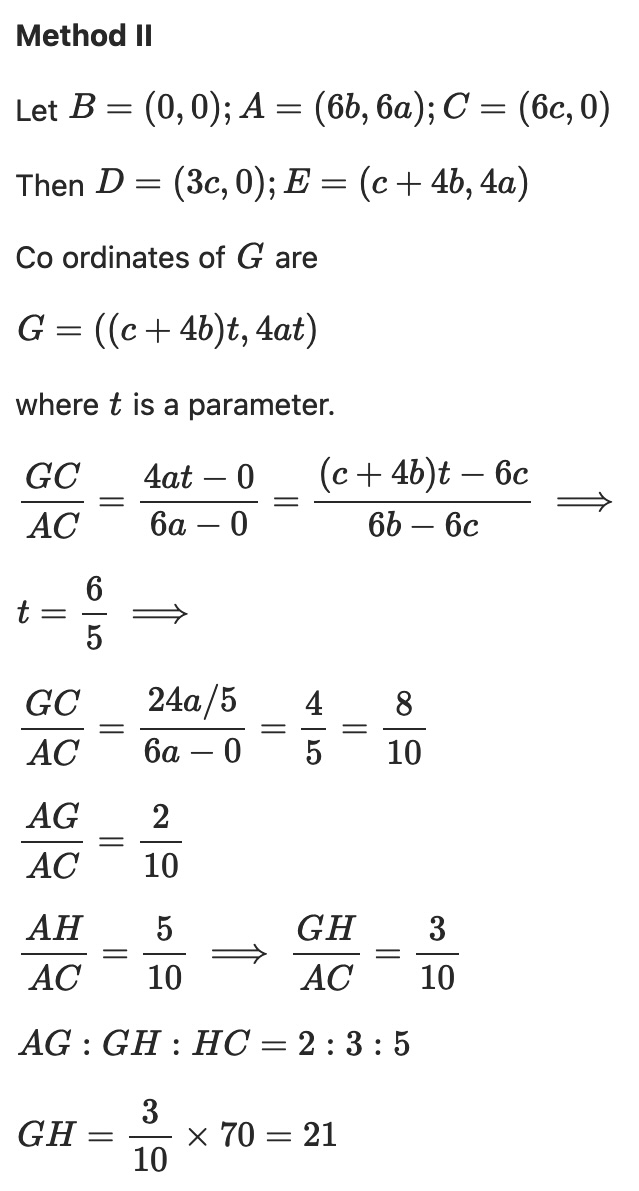 Method II
Let B = (0, 0); A = (6b, 6a); C = (6c, 0)
Then D = (3c, 0); E = (c + 4b, 4a)
Co ordinates of G are
G = ((c + 4b)t, 4at)
where t is a parameter.
GC/AC = (4at − 0)/(6a − 0) = ((c + 4b)t − 6c)/(6b − 6c) ⟹
t = 6/5 ⟹
GC/AC = (24a/5)/(6a − 0) = 4/5 = 8/10
AG/AC = 2/10
AH/AC = 5/10 ⟹ GH/AC = 3/10
AG : GH : HC = 2 : 3 : 5
GH = 3/10 × 70 = 21